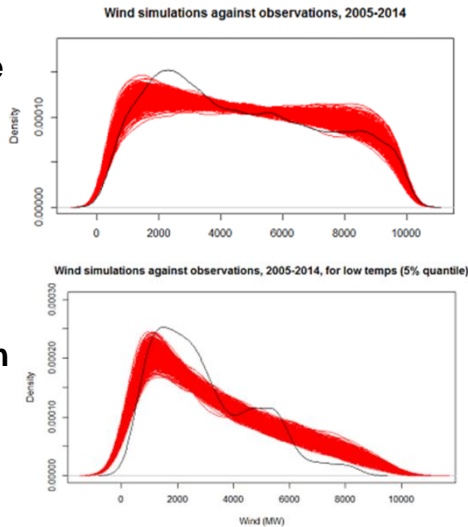 Wind simulations against observations, 2005-2014
e
Density
0.00010
0.00000
0 2000 4000 6000 8000 10000
Wind simulations against observations, 2005-2014, for low temps (5% quantile)
n
Density
0.00030
0.00020
0.00010
0.00000
0 2000 4000 6000 8000 10000
Wind (MW)